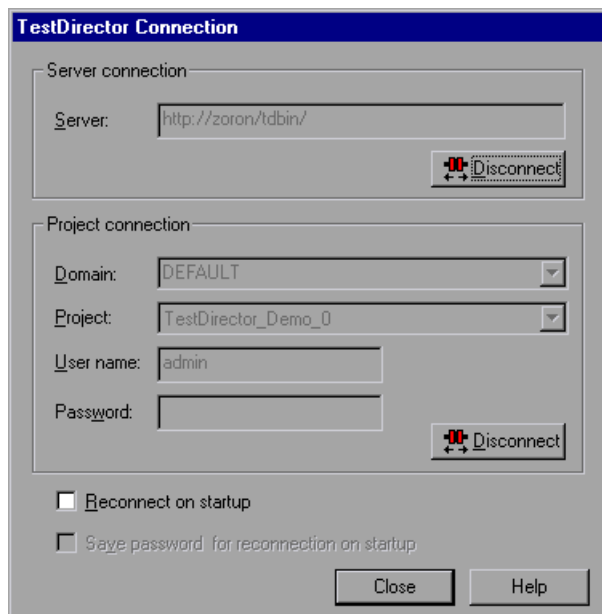 TestDirector Connection
Server connection
Server: http://zoron/tdbin/
Disconnect
Project connection
Domain: DEFAULT
Project: TestDirector_Demo_0
User name: admin
Password:
Disconnect
Reconnect on startup
Save password for reconnection on startup
Close Help